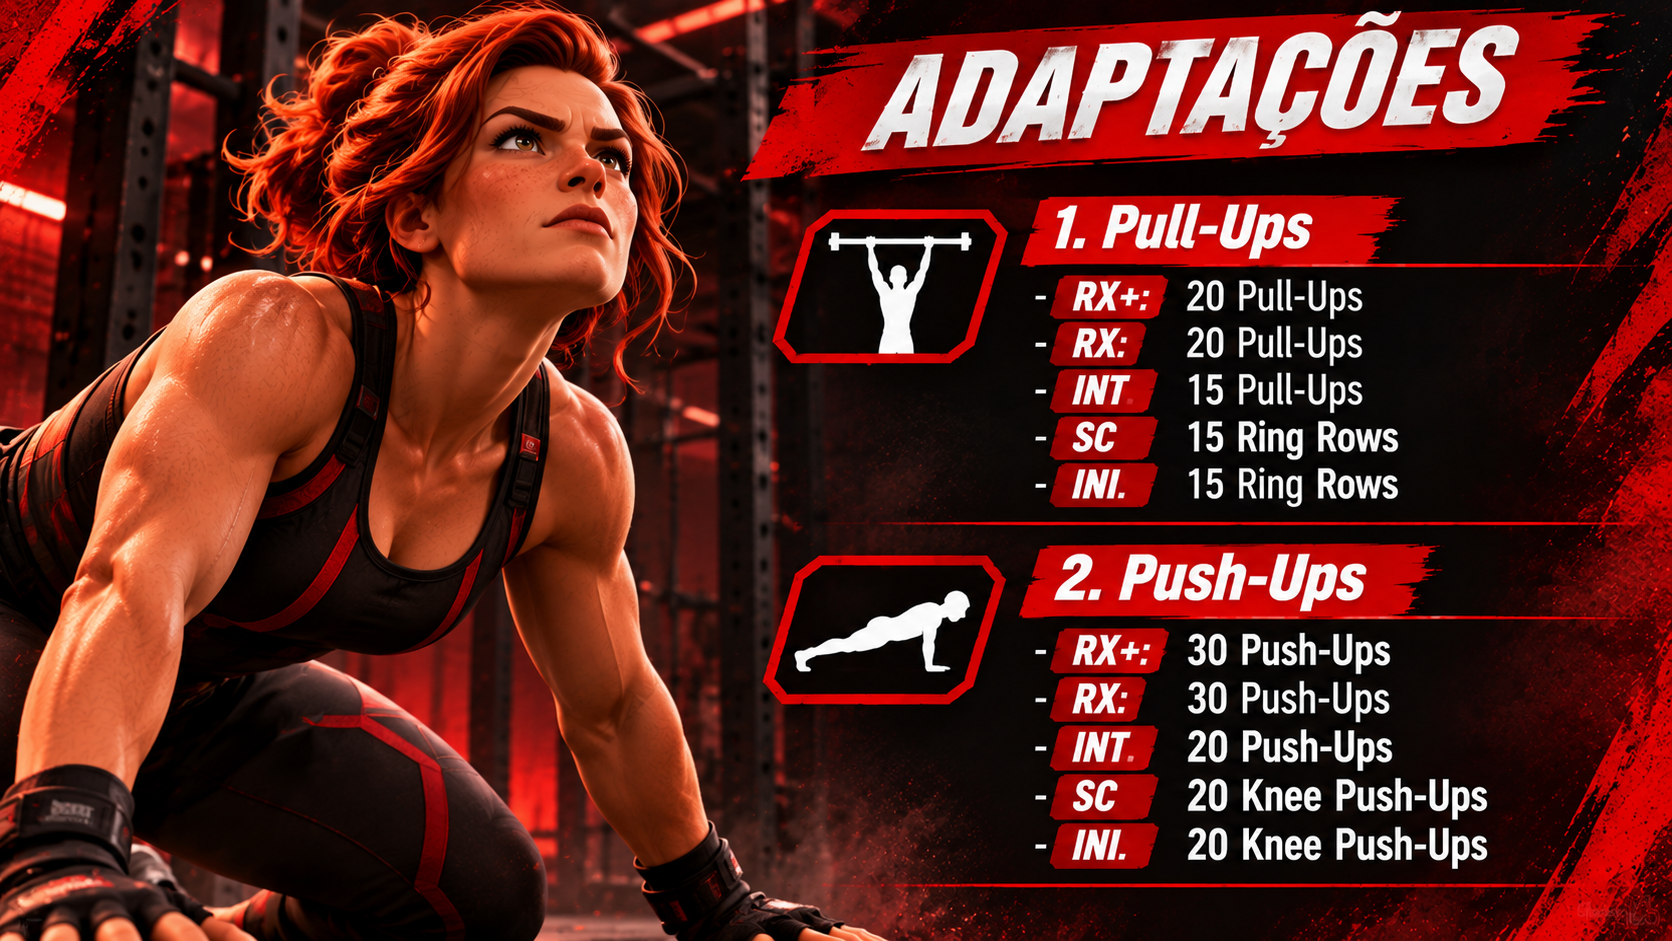 ADAPTAÇÕES
1. Pull-Ups
- RX+: 20 Pull-Ups
- RX: 20 Pull-Ups
- INT. 15 Pull-Ups
- SC 15 Ring Rows
- INI. 15 Ring Rows
2. Push-Ups
- RX+: 30 Push-Ups
- RX: 30 Push-Ups
- INT. 20 Push-Ups
- SC 20 Knee Push-Ups
- INI. 20 Knee Push-Ups